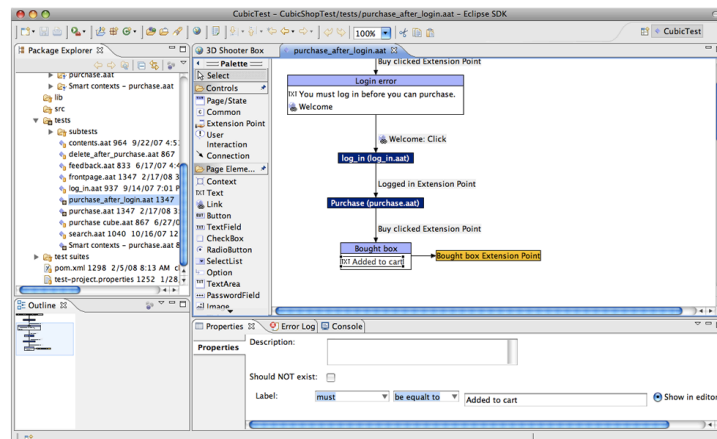 CubicTest - CubicShopTest/tests/purchase_after_login.aat - Eclipse SDK
100%
CubicTest
Package Explorer
purchase.aat
Smart contexts - purchase.aat
lib
src
tests
subtests
contents.aat 964 9/22/07 4:5
delete_after_purchase.aat 867
feedback.aat 833 6/17/07 4:4
frontpage.aat 1347 2/17/08 3
log_in.aat 937 9/14/07 7:01 P
purchase_after_login.aat 1347
purchase.aat 1347 2/17/08 3:
purchase cube.aat 867 6/27/0
search.aat 1040 10/16/07 12
Smart contexts - purchase.aat 8
test suites
pom.xml 1298 2/5/08 8:13 AM
test-project.properties 1252 1/28
Outline
3D Shooter Box
purchase_after_login.aat
Palette
Select
Controls
Page/State
Common
Extension Point
User
Interaction
Connection
Page Eleme...
Context
TXT Text
Link
Button
TextField
CheckBox
RadioButton
SelectList
Option
TextArea
PasswordField
Image
Buy clicked Extension Point
Login error
TXT You must log in before you can purchase.
Welcome
Welcome: Click
log_in (log_in.aat)
Logged in Extension Point
Purchase (purchase.aat)
Buy clicked Extension Point
Bought box
TXT Added to cart
Bought box Extension Point
Properties
Error Log
Console
Properties
Description:
Should NOT exist:
Label:
must
be equalt to
Added to cart
Show in editor